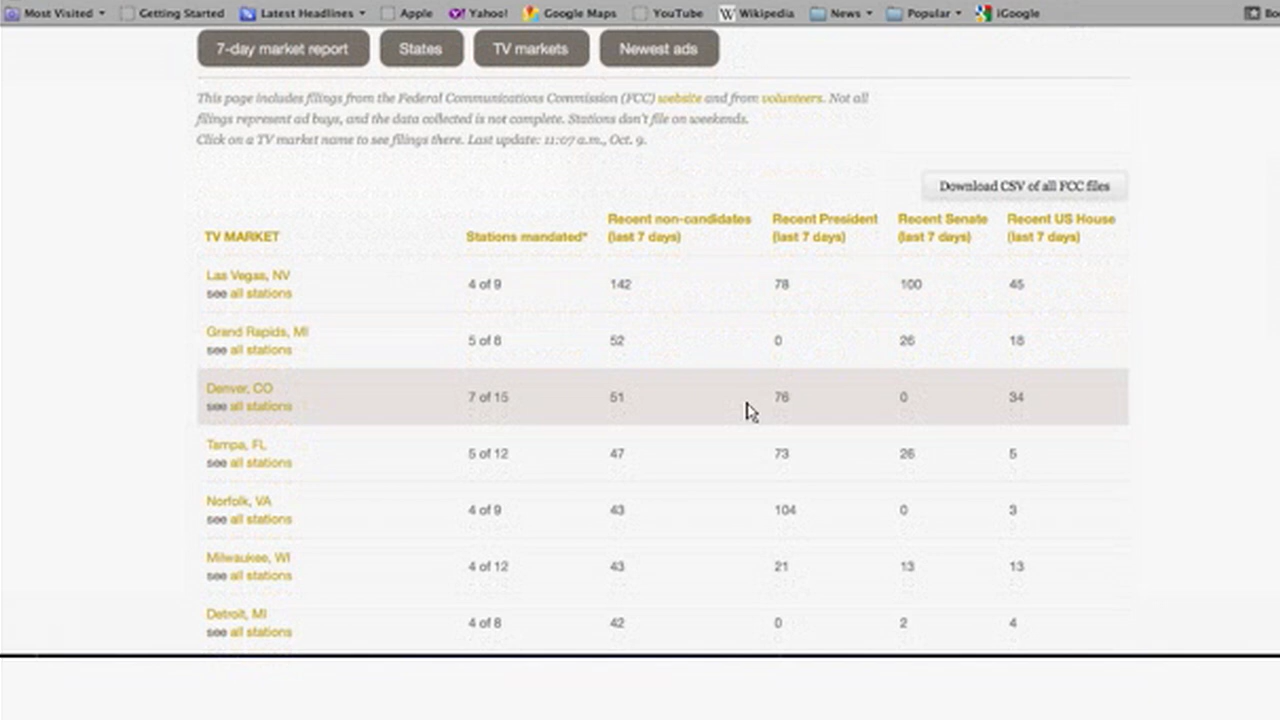 Most Visited Getting Started Latest Headlines Apple Yahoo! Google Maps YouTube Wikipedia News Popular iGoogle Bo
7-day market report States TV markets Newest ads
This page includes filings from the Federal Communications Commission (FCC) website and from volunteers. Not all
filings represent ad buys, and the data collected is not complete. Stations don't file on weekends.
Click on a TV market name to see filings there. Last update: 11:07 a.m., Oct. 9.
Download CSV of all FCC files
TV MARKET Stations mandated* Recent non-candidates (last 7 days) Recent President (last 7 days) Recent Senate (last 7 days) Recent US House (last 7 days)
Las Vegas, NV 4 of 9 142 78 100 45
see all stations
Grand Rapids, MI 5 of 8 52 0 26 18
see all stations
Denver, CO 7 of 15 51 76 0 34
see all stations
Tampa, FL 5 of 12 47 73 26 5
see all stations
Norfolk, VA 4 of 9 43 104 0 3
see all stations
Milwaukee, WI 4 of 12 43 21 13 13
see all stations
Detroit, MI 4 of 8 42 0 2 4
see all stations